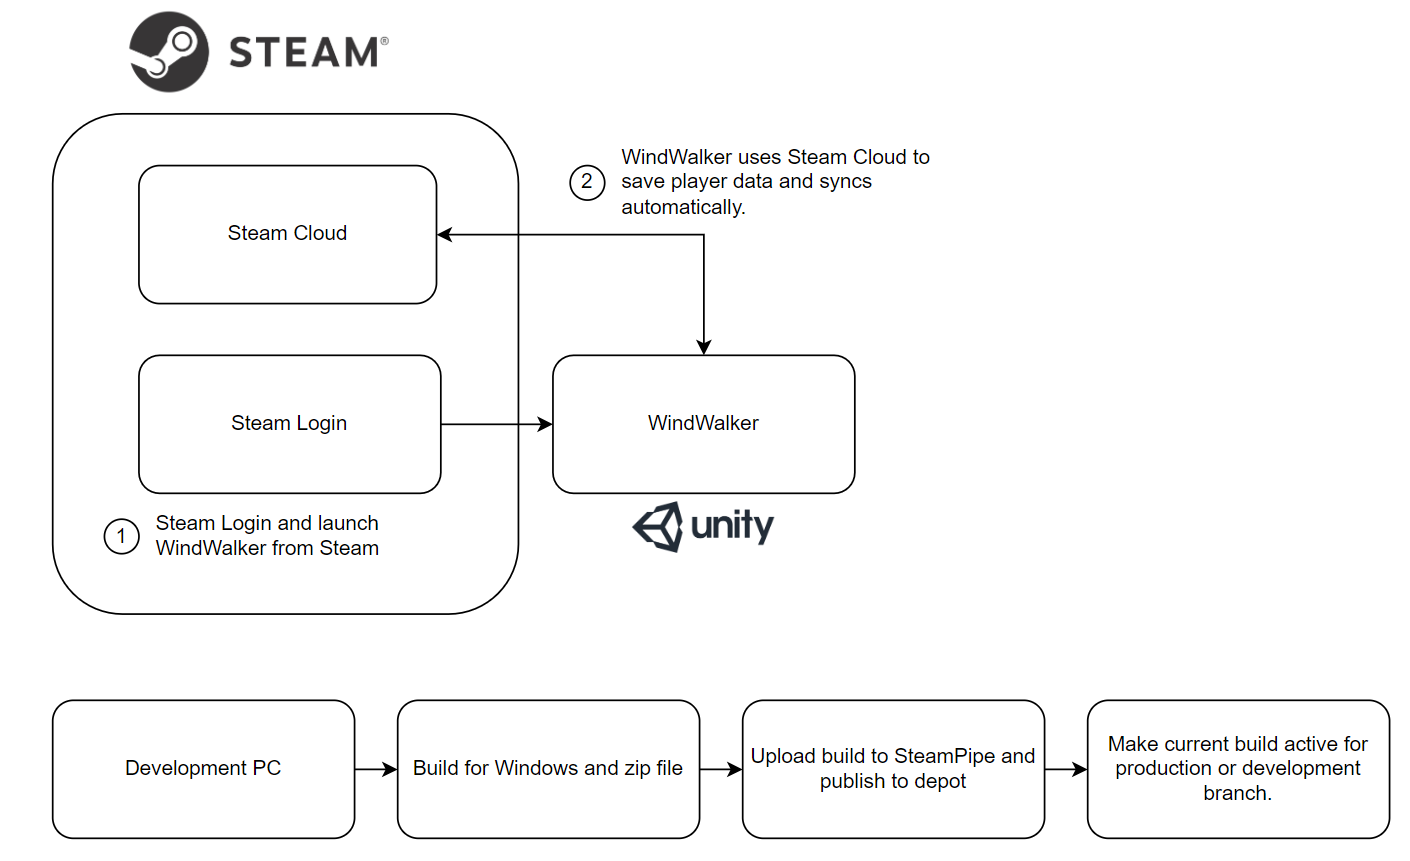 STEAM®
2
WindWalker uses Steam Cloud to
save player data and syncs
automatically.
Steam Cloud
Steam Login
WindWalker
1
Steam Login and launch
WindWalker from Steam
unity
Development PC
Build for Windows and zip file
Upload build to SteamPipe and
publish to depot
Make current build active for
production or development
branch.